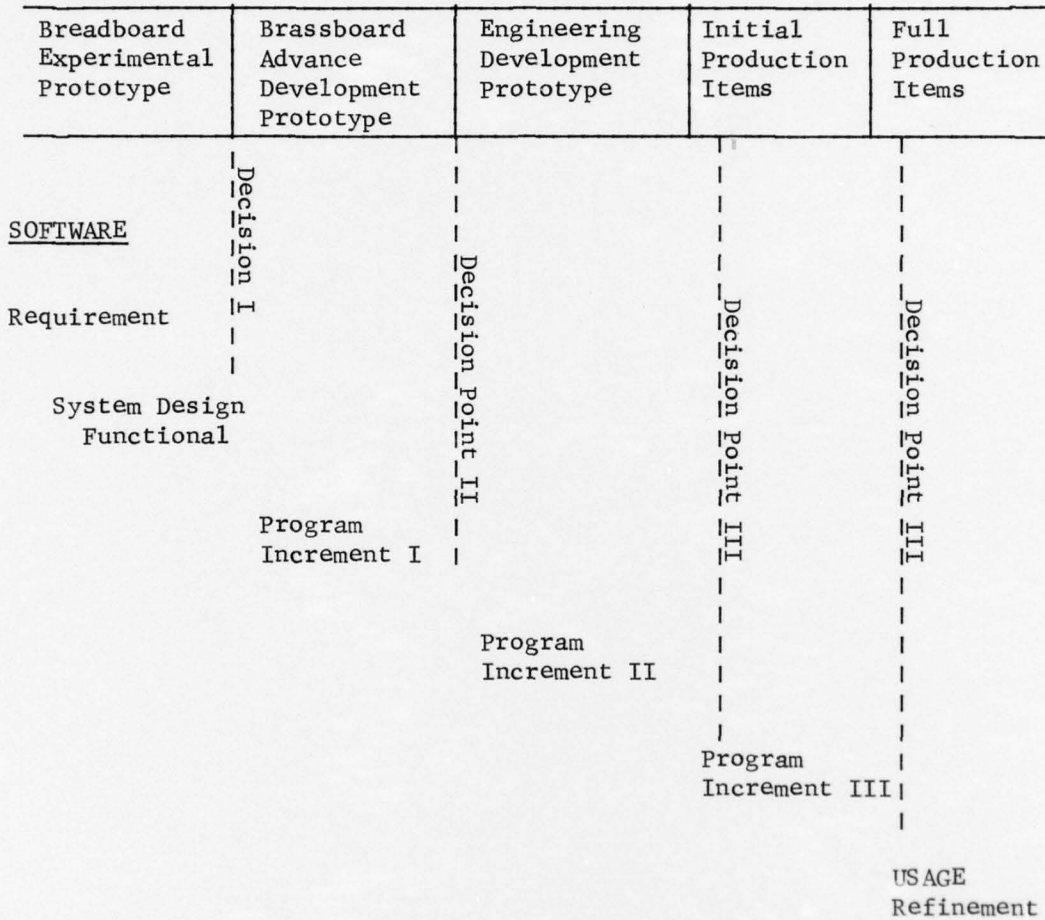 Breadboard
Experimental
Prototype
Brassboard
Advance
Development
Prototype
Engineering
Development
Prototype
Initial
Production
Items
Full
Production
Items
Decision I
Decision Point II
Decision Point III
Decision Point III
SOFTWARE
Requirement
System Design
Functional
Program
Increment I
Program
Increment II
Program
Increment III
USAGE
Refinement